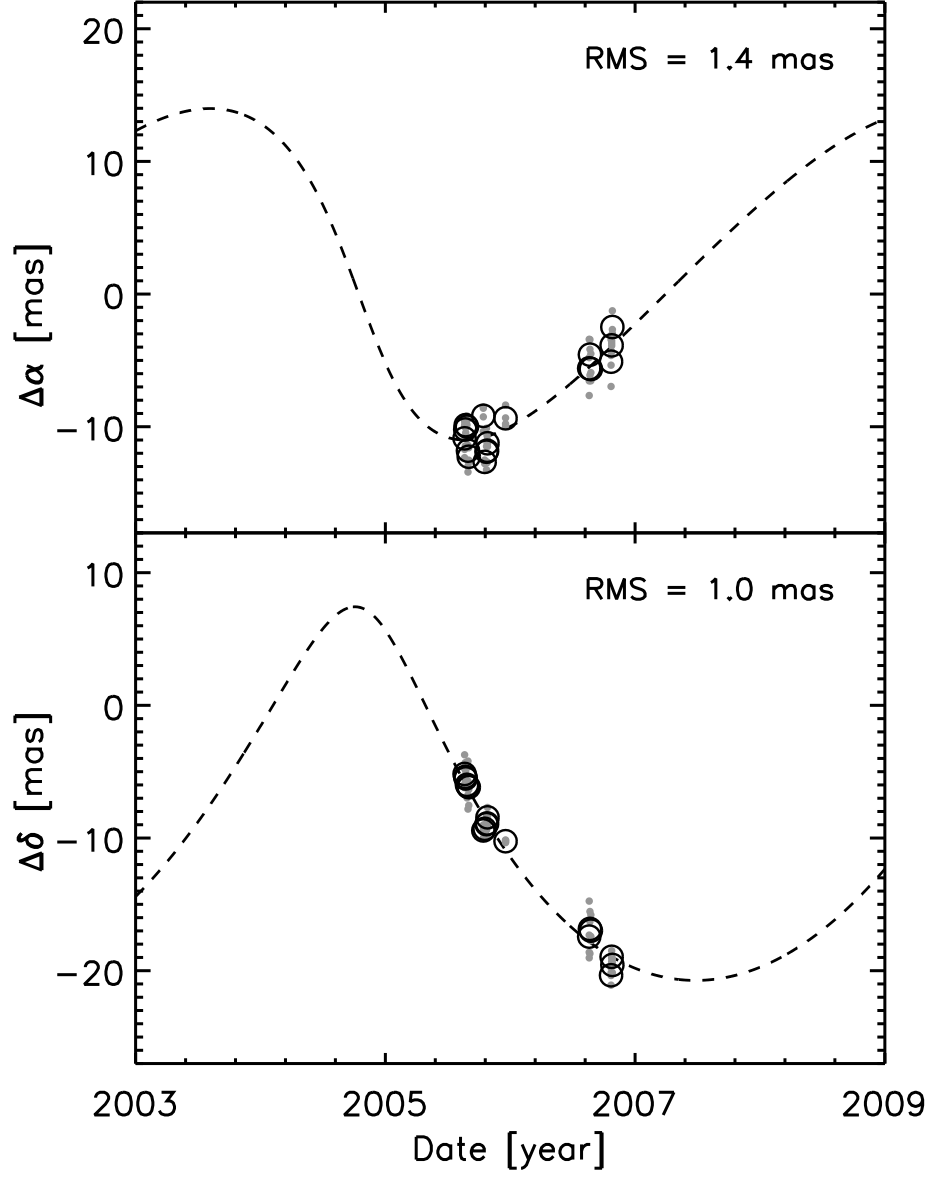 20
RMS = 1.4 mas
10
0
−10
Δα [mas]
10
RMS = 1.0 mas
0
−10
−20
Δδ [mas]
2003 2005 2007 2009
Date [year]